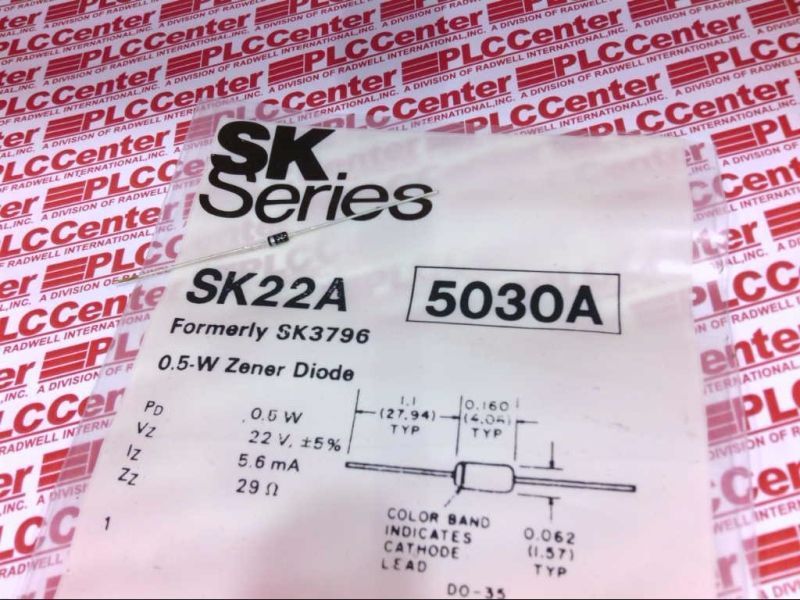 SK
Series
SK22A
5030A
Formerly SK3796
0.5-W Zener Diode
PD 0.5 W
VZ 22 V, ±5%
IZ 5.6 mA
ZZ 29 Ω
1
1.1
(27.94)
TYP
0.160
(4.06)
TYP
COLOR BAND
INDICATES
CATHODE
LEAD
0.062
(1.57)
TYP
DO-35
PLCCenter
A DIVISION OF RADWELL INTERNATIONAL, INC.